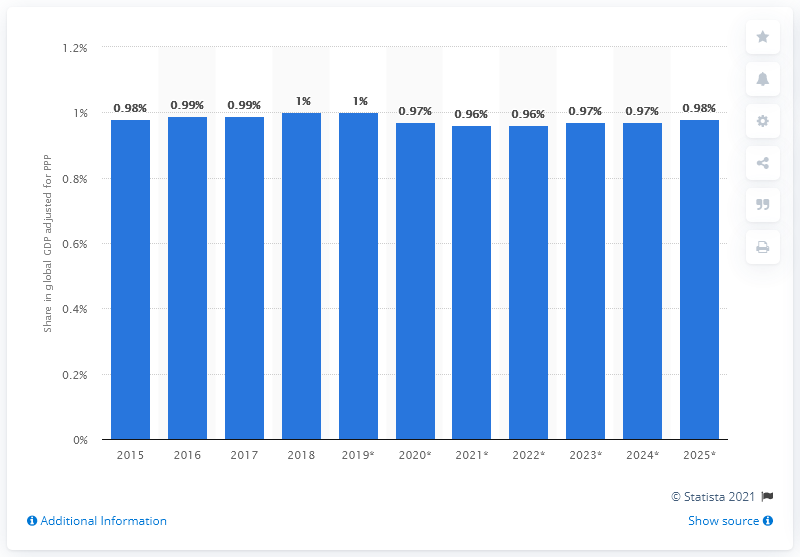 1.2%
1%
0.8%
0.6%
0.4%
0.2%
0%
Share in global GDP adjusted for PPP
0.98% 0.99% 0.99% 1% 1% 0.97% 0.96% 0.96% 0.97% 0.97% 0.98%
2015 2016 2017 2018 2019* 2020* 2021* 2022* 2023* 2024* 2025*
© Statista 2021
Additional Information
Show source